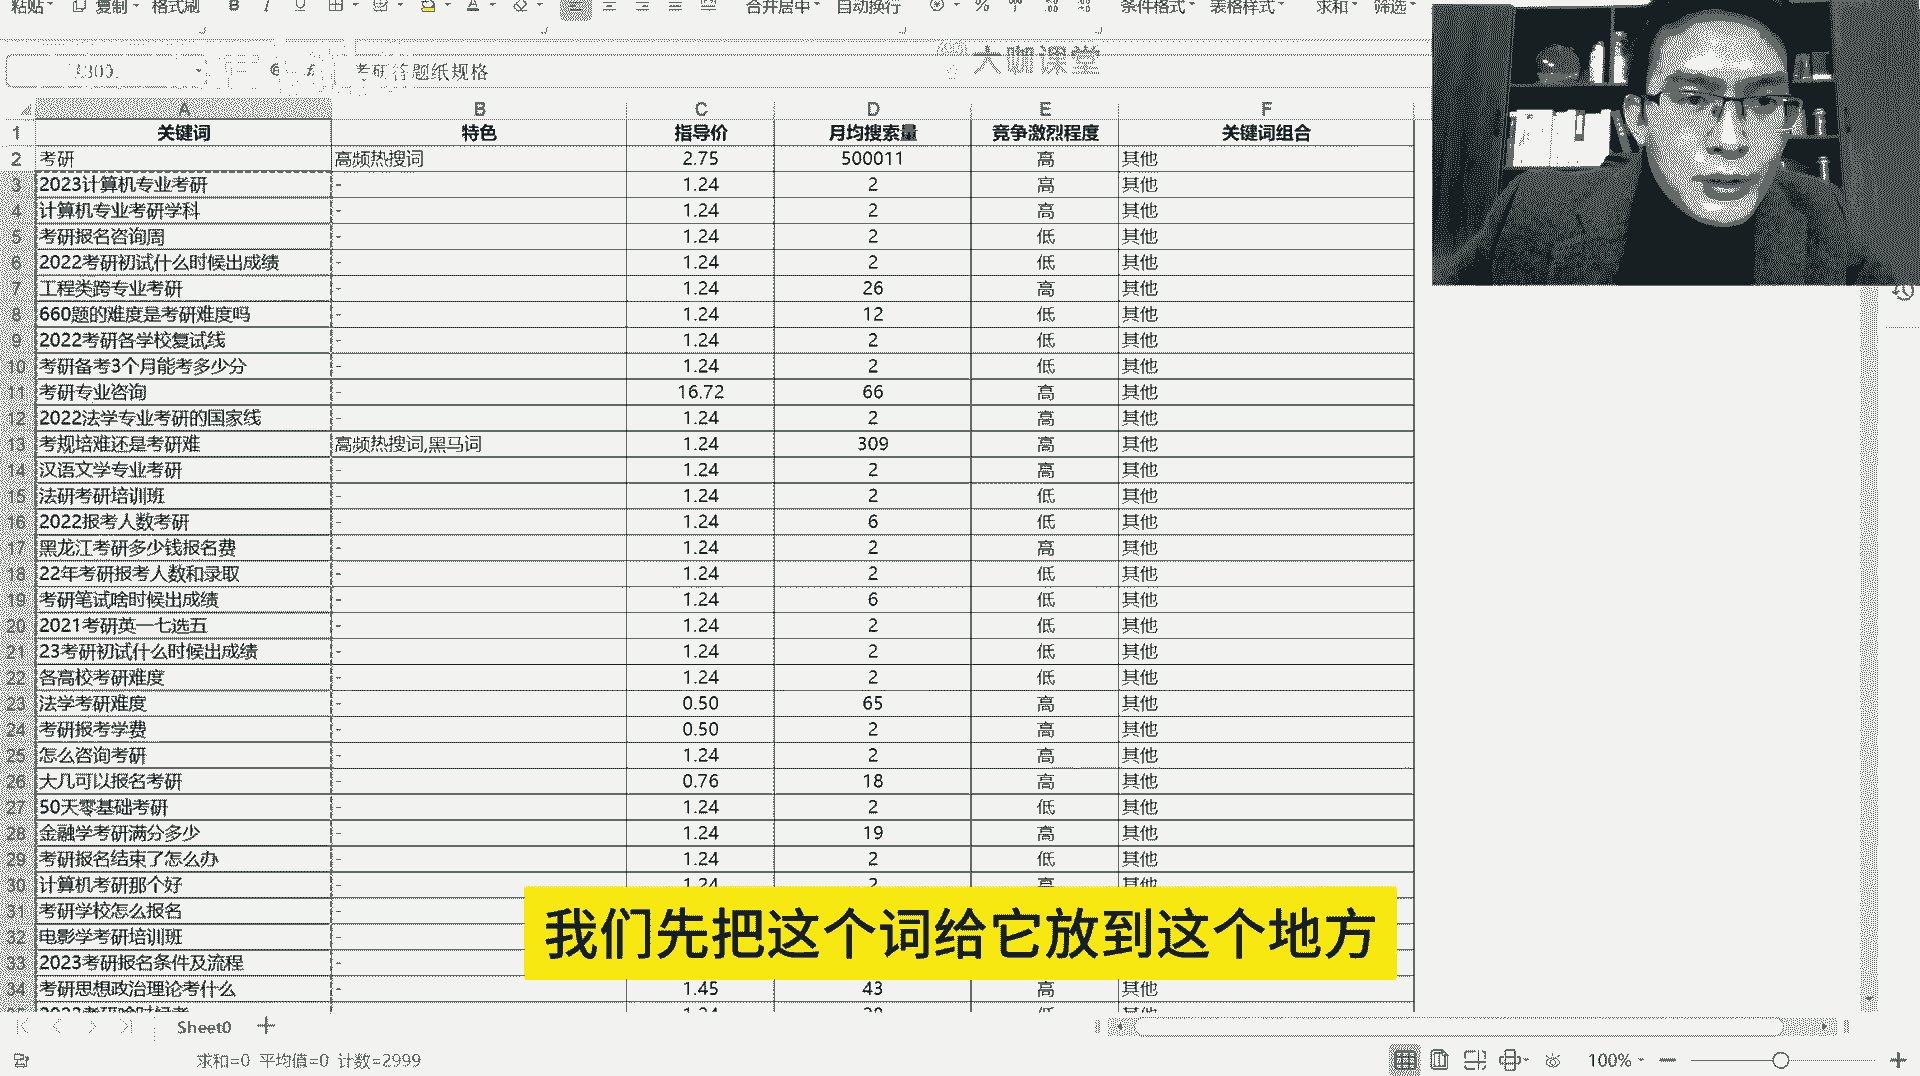 粘贴 复制 格式刷 B I U A 合并居中 自动换行 % 条件格式 表格样式 求和 筛选
大咖课堂
考研答题纸规格
A B C D E F
1 关键词 特色 指导价 月均搜索量 竞争激烈程度 关键词组合
2 考研 高频热搜词 2.75 500011 高 其他
3 2023计算机专业考研 - 1.24 2 高 其他
4 计算机专业考研学科 - 1.24 2 高 其他
5 考研报名咨询周 - 1.24 2 低 其他
6 2022考研初试什么时候出成绩 - 1.24 2 低 其他
7 工程类跨专业考研 - 1.24 26 高 其他
8 660题的难度是考研难度吗 - 1.24 12 低 其他
9 2022考研各学校复试线 - 1.24 2 低 其他
10 考研备考3个月能考多少分 - 1.24 2 低 其他
11 考研专业咨询 - 16.72 66 高 其他
12 2022法学专业考研的国家线 - 1.24 2 高 其他
13 考规培难还是考研难 高频热搜词,黑马词 1.24 309 高 其他
14 汉语文学专业考研 - 1.24 2 高 其他
15 法研考研培训班 - 1.24 2 低 其他
16 2022报考人数考研 - 1.24 6 低 其他
17 黑龙江考研多少钱报名费 - 1.24 2 高 其他
18 22年考研报考人数和录取 - 1.24 2 低 其他
19 考研笔试啥时候出成绩 - 1.24 6 低 其他
20 2021考研英一七选五 - 1.24 2 低 其他
21 23考研初试什么时候出成绩 - 1.24 2 低 其他
22 各高校考研难度 - 1.24 2 低 其他
23 法学考研难度 - 0.50 65 高 其他
24 考研报考学费 - 0.50 2 高 其他
25 怎么咨询考研 - 1.24 2 高 其他
26 大几可以报名考研 - 0.76 18 高 其他
27 50天零基础考研 - 1.24 2 低 其他
28 金融学考研满分多少 - 1.24 19 高 其他
29 考研报名结束了怎么办 - 1.24 2 低 其他
30 计算机考研那个好 - 1.24 2 高 其他
31 考研学校怎么报名 -
32 电影学考研培训班 -
33 2023考研报名条件及流程 -
我们先把这个词给它放到这个地方
34 考研思想政治理论考什么 - 1.45 43 高 其他
Sheet0
求和=0 平均值=0 计数=2999
100%